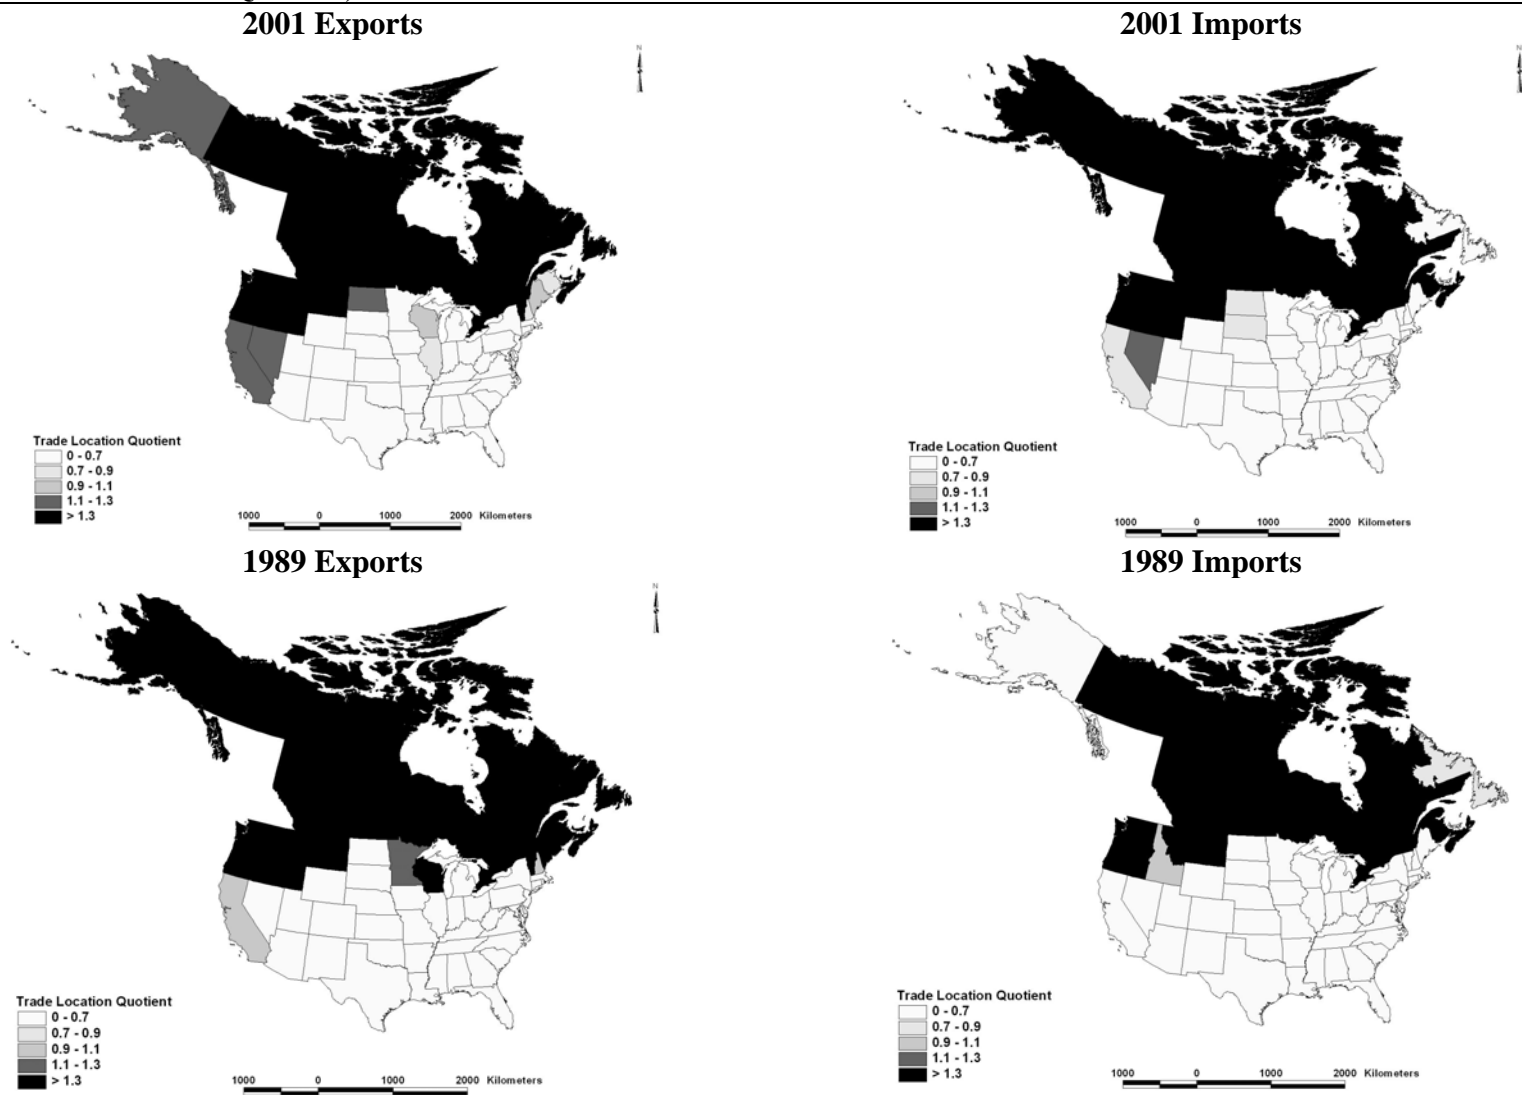 2001 Exports
N
Trade Location Quotient
0 - 0.7
0.7 - 0.9
0.9 - 1.1
1.1 - 1.3
> 1.3
1000 0 1000 2000 Kilometers
2001 Imports
N
Trade Location Quotient
0 - 0.7
0.7 - 0.9
0.9 - 1.1
1.1 - 1.3
> 1.3
1000 0 1000 2000 Kilometers
1989 Exports
N
Trade Location Quotient
0 - 0.7
0.7 - 0.9
0.9 - 1.1
1.1 - 1.3
> 1.3
1000 0 1000 2000 Kilometers
1989 Imports
Trade Location Quotient
0 - 0.7
0.7 - 0.9
0.9 - 1.1
1.1 - 1.3
> 1.3
1000 0 1000 2000 Kilometers